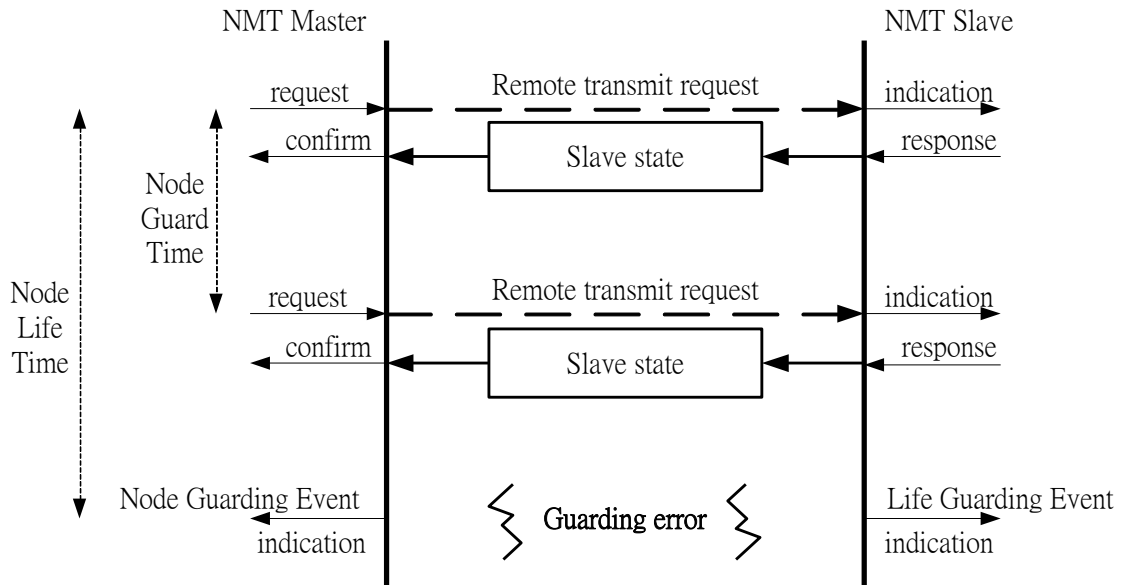 NMT Master
NMT Slave
request
Remote transmit request
indication
confirm
Slave state
response
Node
Guard
Time
Node
Life
Time
request
Remote transmit request
indication
confirm
Slave state
response
Node Guarding Event
Guarding error
Life Guarding Event
indication
indication